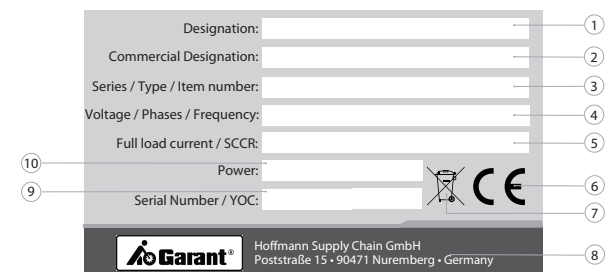 Designation: 1
Commercial Designation: 2
Series / Type / Item number: 3
Voltage / Phases / Frequency: 4
Full load current / SCCR: 5
10 Power:
9 Serial Number / YOC:
CE 6
7
Garant®
Hoffmann Supply Chain GmbH
Poststraße 15 • 90471 Nuremberg • Germany 8